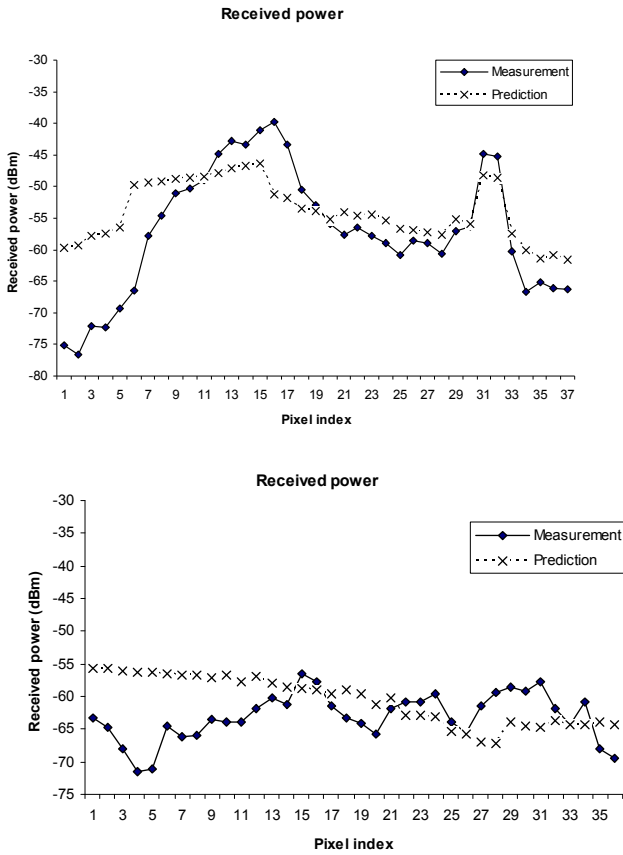 Received power
-30
-35
-40
-45
-50
-55
-60
-65
-70
-75
-80
Received power (dBm)
Measurement
Prediction
1 3 5 7 9 11 13 15 17 19 21 23 25 27 29 31 33 35 37
Pixel index
Received power
-30
-35
-40
-45
-50
-55
-60
-65
-70
-75
Received power (dBm)
Measurement
Prediction
1 3 5 7 9 11 13 15 17 19 21 23 25 27 29 31 33 35
Pixel index